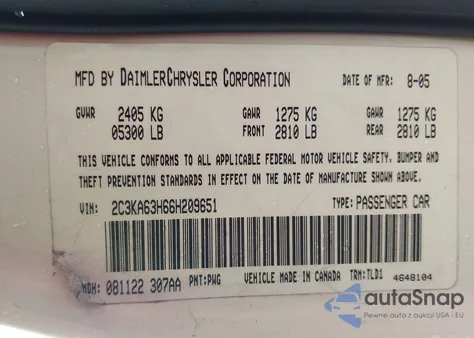 MFD BY DAIMLERCHRYSLER CORPORATION DATE OF MFR: 8-05
GVWR 2405 KG GAWR 1275 KG GAWR 1275 KG
05300 LB FRONT 2810 LB REAR 2810 LB
THIS VEHICLE CONFORMS TO ALL APPLICABLE FEDERAL MOTOR VEHICLE SAFETY, BUMPER AND
THEFT PREVENTION STANDARDS IN EFFECT ON THE DATE OF MANUFACTURE SHOWN ABOVE.
VIN: 2C3KA63H66H209651 TYPE: PASSENGER CAR
MDH: 081122 307AA PNT: PWG VEHICLE MADE IN CANADA TRM: TLD1 4648104
autoSnap
Pewne auta z aukcji USA i EU